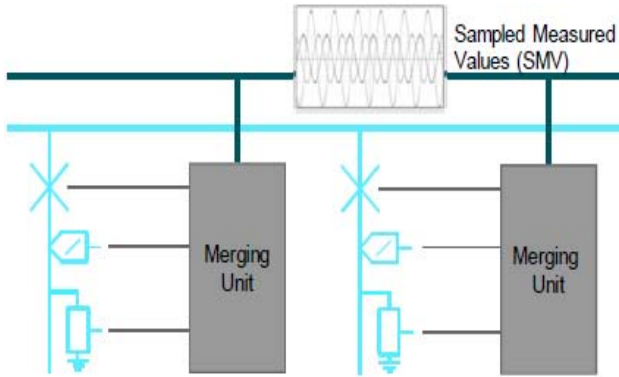 Sampled Measured
Values (SMV)
Merging
Unit
Merging
Unit